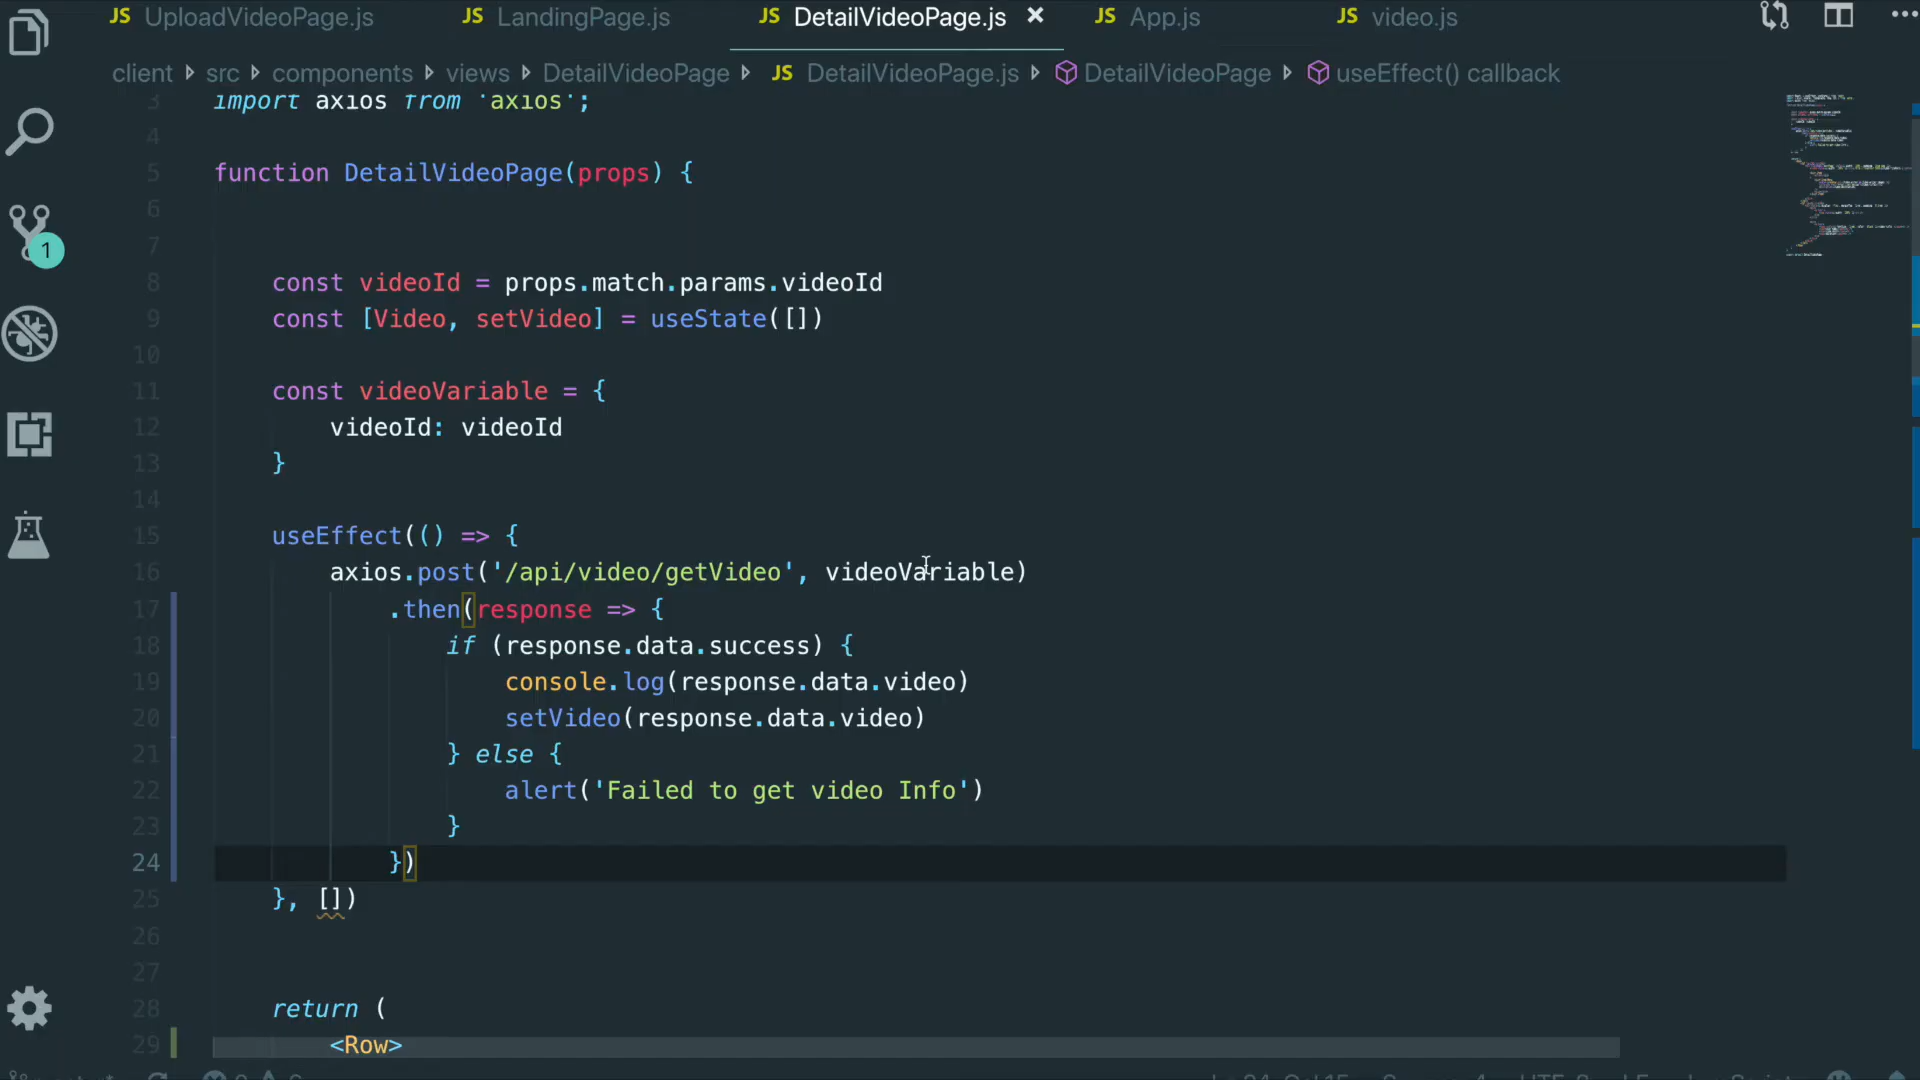 JS UploadVideoPage.js JS LandingPage.js JS DetailVideoPage.js × JS App.js JS video.js
client src components views DetailVideoPage JS DetailVideoPage.js DetailVideoPage useEffect() callback
3 import axios from 'axios';
4
5 function DetailVideoPage(props) {
6
7
8 const videoId = props.match.params.videoId
9 const [Video, setVideo] = useState([])
10
11 const videoVariable = {
12 videoId: videoId
13 }
14
15 useEffect(() => {
16 axios.post('/api/video/getVideo', videoVariable)
17 .then(response => {
18 if (response.data.success) {
19 console.log(response.data.video)
20 setVideo(response.data.video)
21 } else {
22 alert('Failed to get video Info')
23 }
24 })
25 }, [])
26
27
28 return (
29 <Row>
1